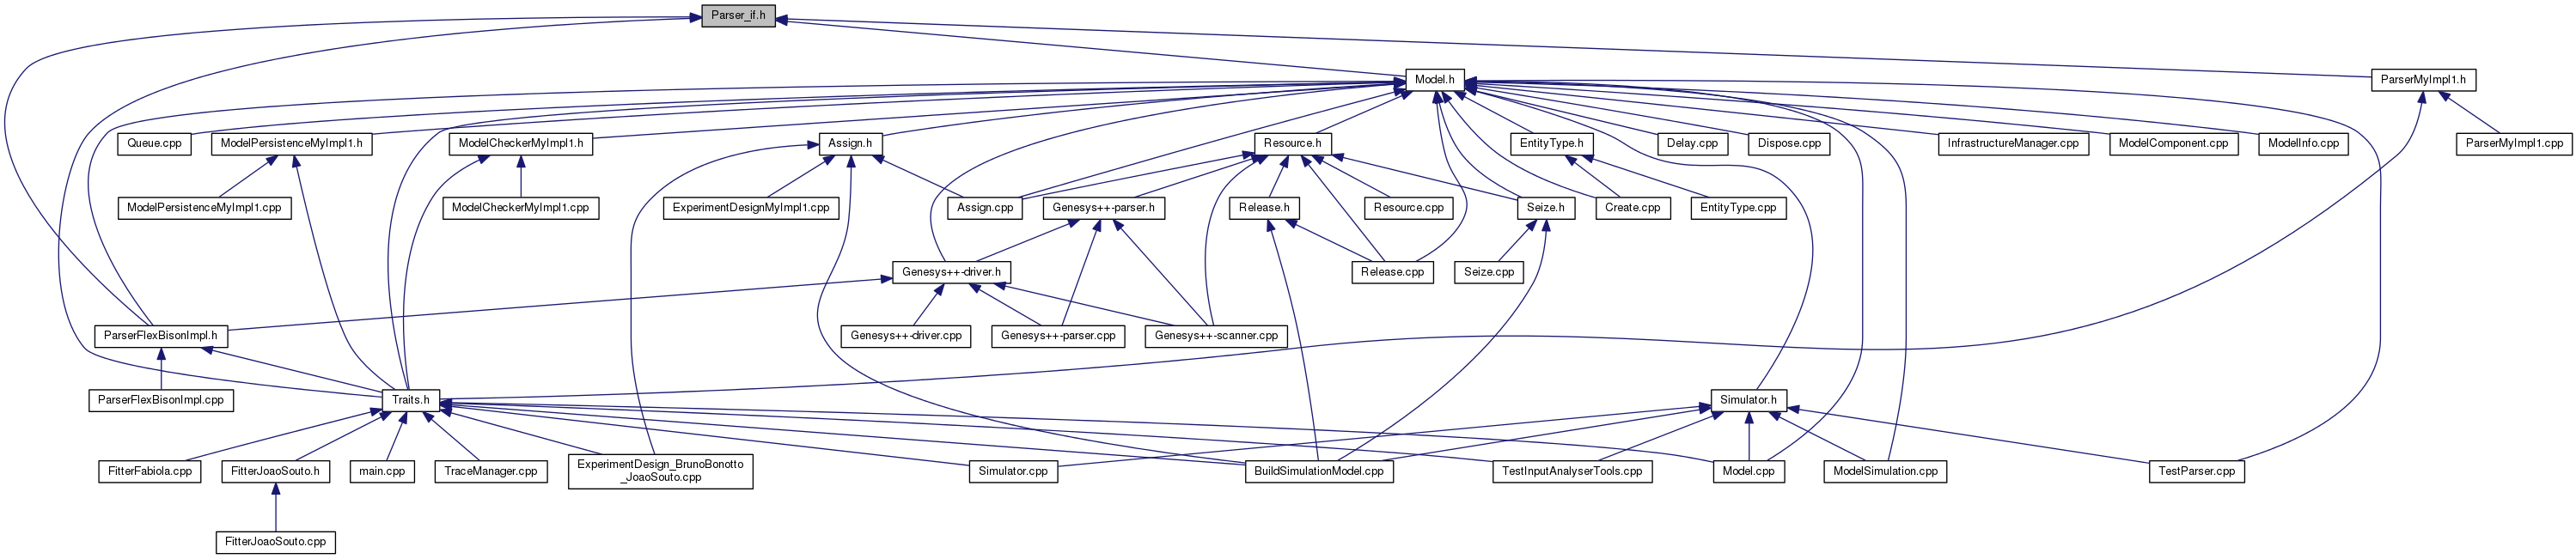 Parser_if.h
Model.h
ParserMyImpl1.h
Queue.cpp
ModelPersistenceMyImpl1.h
ModelCheckerMyImpl1.h
Assign.h
Resource.h
EntityType.h
Delay.cpp
Dispose.cpp
InfrastructureManager.cpp
ModelComponent.cpp
ModelInfo.cpp
ParserMyImpl1.cpp
ModelPersistenceMyImpl1.cpp
ModelCheckerMyImpl1.cpp
ExperimentDesignMyImpl1.cpp
Assign.cpp
Genesys++-parser.h
Release.h
Resource.cpp
Seize.h
Create.cpp
EntityType.cpp
Genesys++-driver.h
Release.cpp
Seize.cpp
ParserFlexBisonImpl.h
Genesys++-driver.cpp
Genesys++-parser.cpp
Genesys++-scanner.cpp
ParserFlexBisonImpl.cpp
Traits.h
Simulator.h
FitterFabiola.cpp
FitterJoaoSouto.h
main.cpp
TraceManager.cpp
ExperimentDesign_BrunoBonotto
_JoaoSouto.cpp
Simulator.cpp
BuildSimulationModel.cpp
TestInputAnalyserTools.cpp
Model.cpp
ModelSimulation.cpp
TestParser.cpp
FitterJoaoSouto.cpp